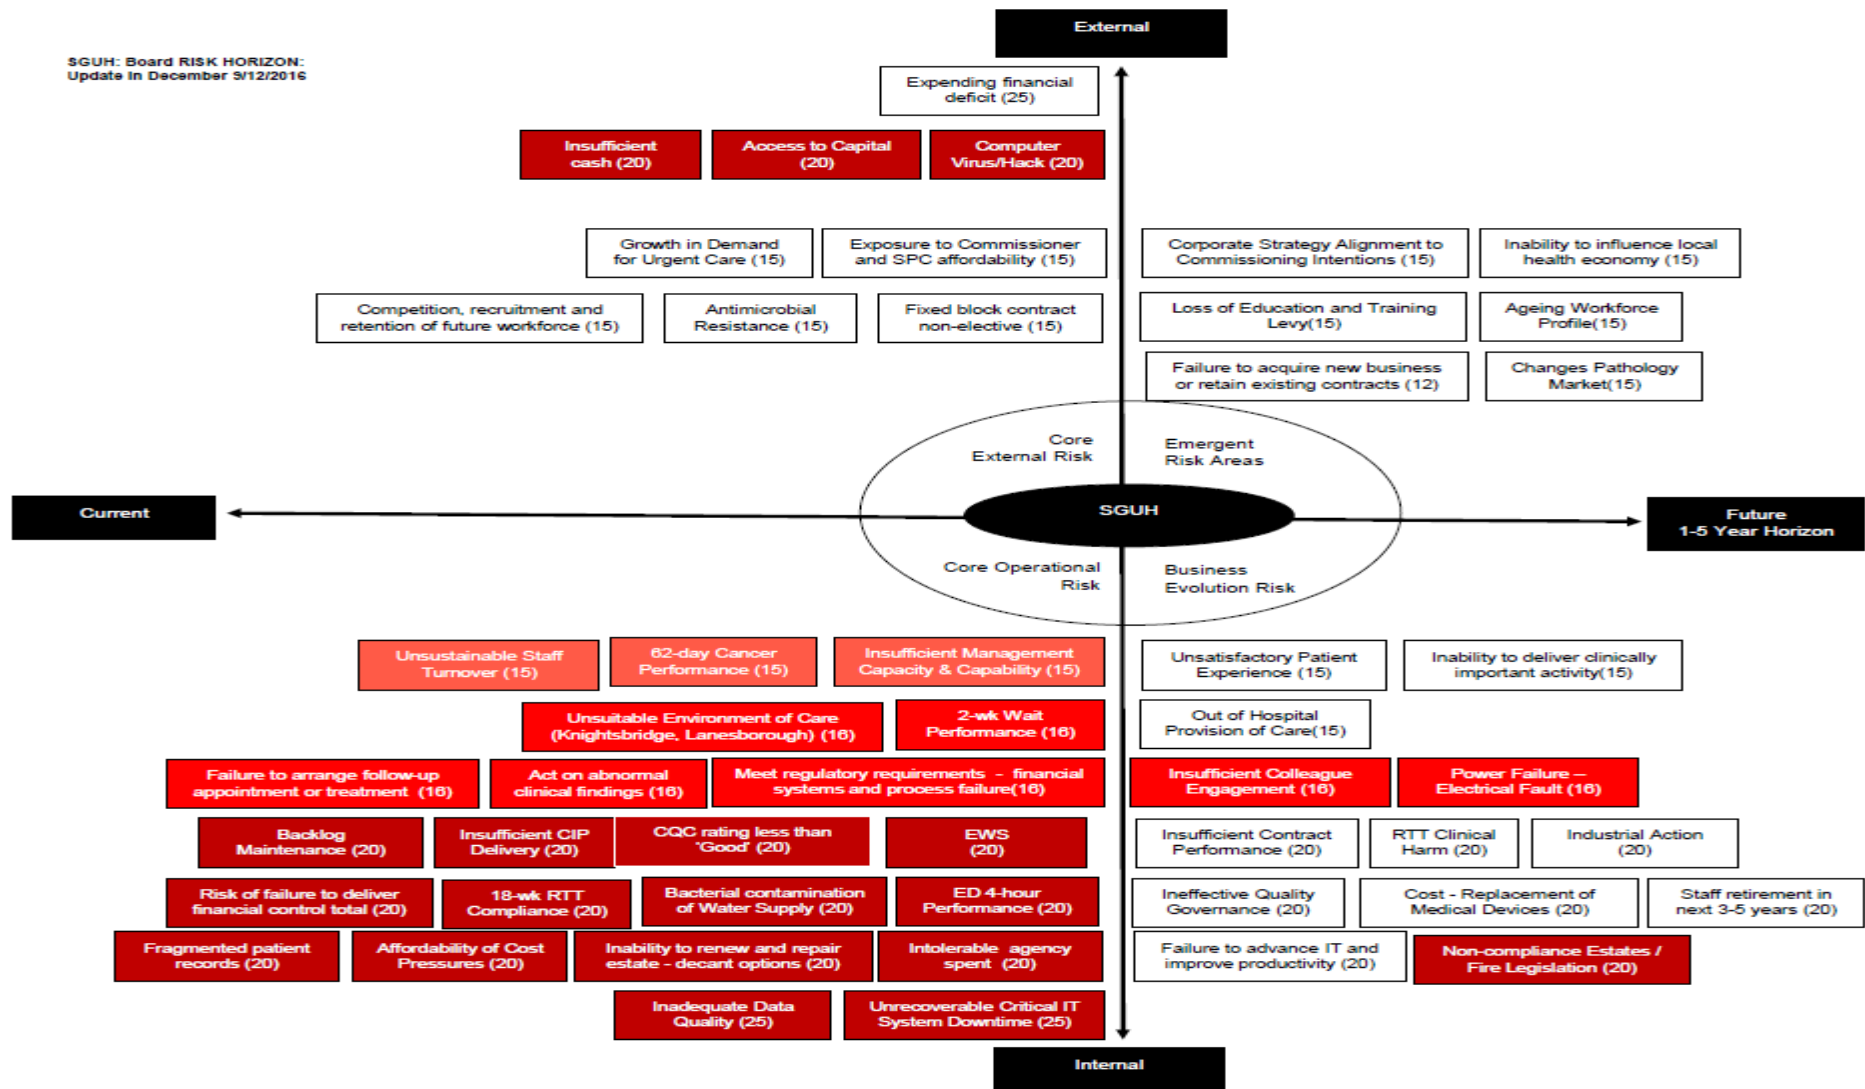 External
SGUH: Board RISK HORIZON:
Update In December 9/12/2016
Expending financial
deficit (25)
Insufficient
cash (20)
Access to Capital
(20)
Computer
Virus/Hack (20)
Growth in Demand
for Urgent Care (15)
Exposure to Commissioner
and SPC affordability (15)
Corporate Strategy Alignment to
Commissioning Intentions (15)
Inability to influence local
health economy (15)
Competition, recruitment and
retention of future workforce (15)
Antimicrobial
Resistance (15)
Fixed block contract
non-elective (15)
Loss of Education and Training
Levy(15)
Ageing Workforce
Profile(15)
Failure to acquire new business
or retain existing contracts (12)
Changes Pathology
Market(15)
Core
External Risk
Emergent
Risk Areas
Current
SGUH
Future
1-5 Year Horizon
Core Operational
Risk
Business
Evolution Risk
Unsustainable Staff
Turnover (15)
62-day Cancer
Performance (15)
Insufficient Management
Capacity & Capability (15)
Unsatisfactory Patient
Experience (15)
Inability to deliver clinically
important activity(15)
Unsuitable Environment of Care
(Knightsbridge, Lanesborough) (16)
2-wk Wait
Performance (16)
Out of Hospital
Provision of Care(15)
Failure to arrange follow-up
appointment or treatment (16)
Act on abnormal
clinical findings (16)
Meet regulatory requirements - financial
systems and process failure(16)
Insufficient Colleague
Engagement (16)
Power Failure –
Electrical Fault (16)
Backlog
Maintenance (20)
Insufficient CIP
Delivery (20)
CQC rating less than
'Good' (20)
EWS
(20)
Insufficient Contract
Performance (20)
RTT Clinical
Harm (20)
Industrial Action
(20)
Risk of failure to deliver
financial control total (20)
18-wk RTT
Compliance (20)
Bacterial contamination
of Water Supply (20)
ED 4-hour
Performance (20)
Ineffective Quality
Governance (20)
Cost - Replacement of
Medical Devices (20)
Staff retirement in
next 3-5 years (20)
Fragmented patient
records (20)
Affordability of Cost
Pressures (20)
Inability to renew and repair
estate - decant options (20)
Intolerable agency
spent (20)
Failure to advance IT and
improve productivity (20)
Non-compliance Estates /
Fire Legislation (20)
Inadequate Data
Quality (25)
Unrecoverable Critical IT
System Downtime (25)
Internal